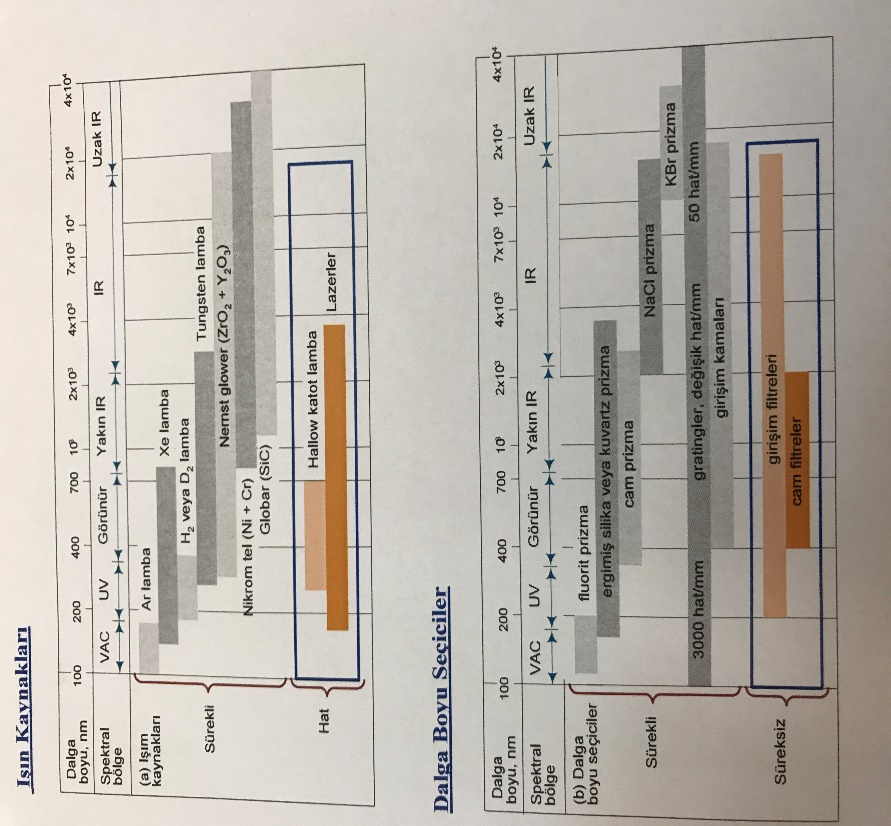 Işın Kaynakları
Dalga boyu, nm
100 200 400 700 10³ 2x10³ 4x10³ 7x10³ 10⁴ 2x10⁴ 4x10⁴
Spektral bölge
VAC UV Görünür Yakın IR IR Uzak IR
(a) Işım kaynakları
Ar lamba
Xe lamba
H₂ veya D₂ lamba
Sürekli
Tungsten lamba
Nernst glower (ZrO₂ + Y₂O₃)
Nikrom tel (Ni + Cr)
Globar (SiC)
Hat
Hallow katot lamba
Lazerler
Dalga Boyu Seçiciler
Dalga boyu, nm
100 200 400 700 10³ 2x10³ 4x10³ 7x10³ 10⁴ 2x10⁴ 4x10⁴
Spektral bölge
VAC UV Görünür Yakın IR IR Uzak IR
(b) Dalga boyu seçiciler
fluorit prizma
ergimiş silika veya kuvartz prizma
cam prizma
Sürekli
NaCl prizma
KBr prizma
3000 hat/mm gratingler, değişik hat/mm 50 hat/mm
girişim kamaları
Süreksiz
girişim filtreleri
cam filtreler